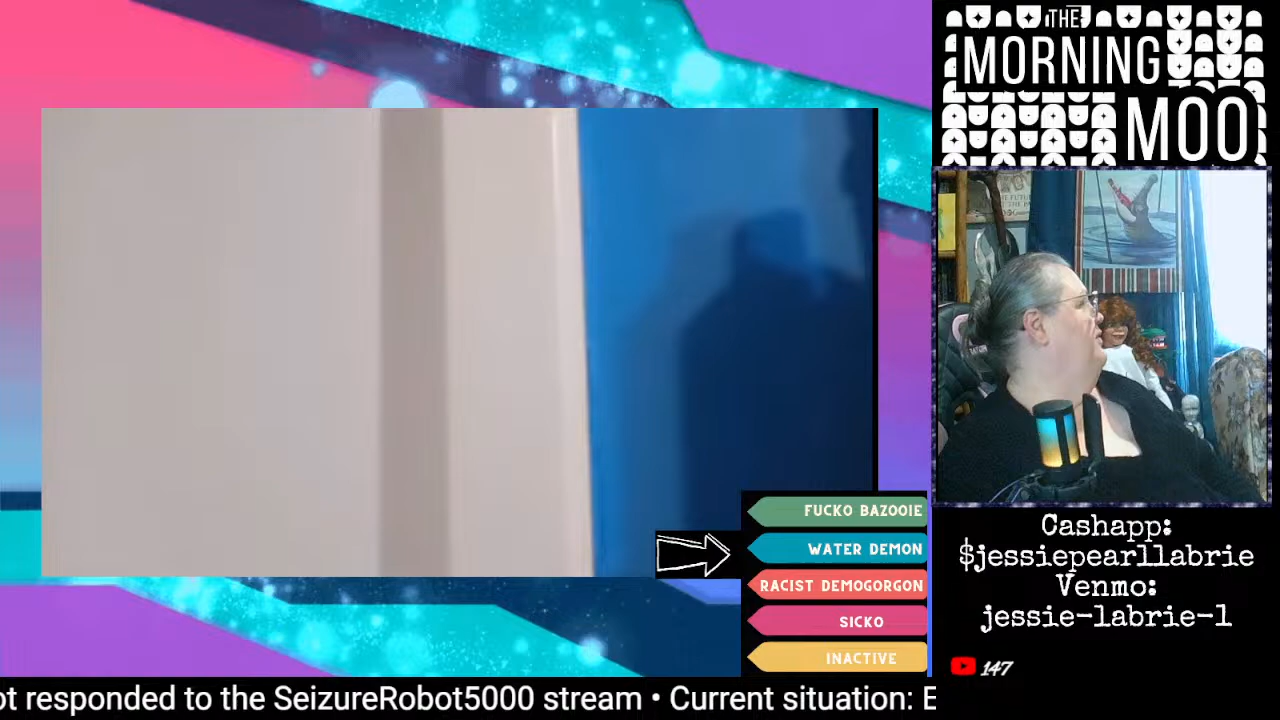 THE
MORNING
MOO
FUCKO BAZOOIE
WATER DEMON
RACIST DEMOGORGON
SICKO
INACTIVE
Cashapp:
$jessiepearllabrie
Venmo:
jessie-labrie-1
147
ot responded to the SeizureRobot5000 stream • Current situation: E